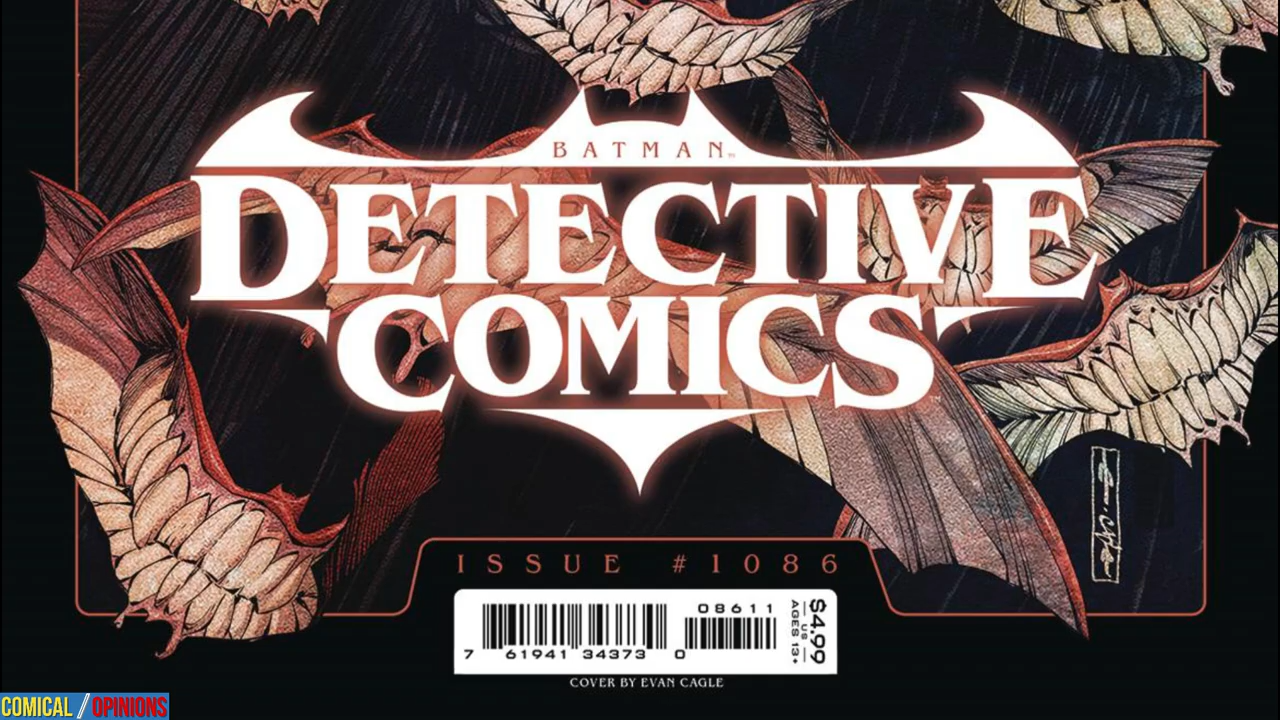 BATMAN™
DETECTIVE
COMICS
ISSUE #1086
08611
7 61941 34373 0
$4.99
US
AGES 13+
COVER BY EVAN CAGLE
COMICAL / OPINIONS